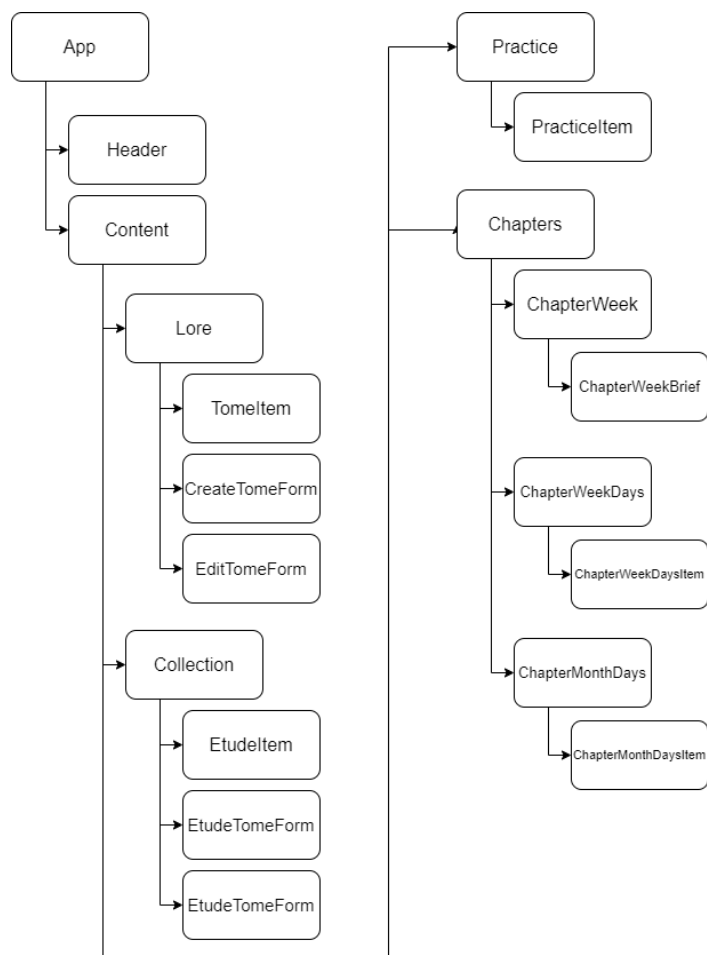 App
Header
Content
Lore
TomeItem
CreateTomeForm
EditTomeForm
Collection
EtudeItem
EtudeTomeForm
EtudeTomeForm
Practice
PracticeItem
Chapters
ChapterWeek
ChapterWeekBrief
ChapterWeekDays
ChapterWeekDaysItem
ChapterMonthDays
ChapterMonthDaysItem